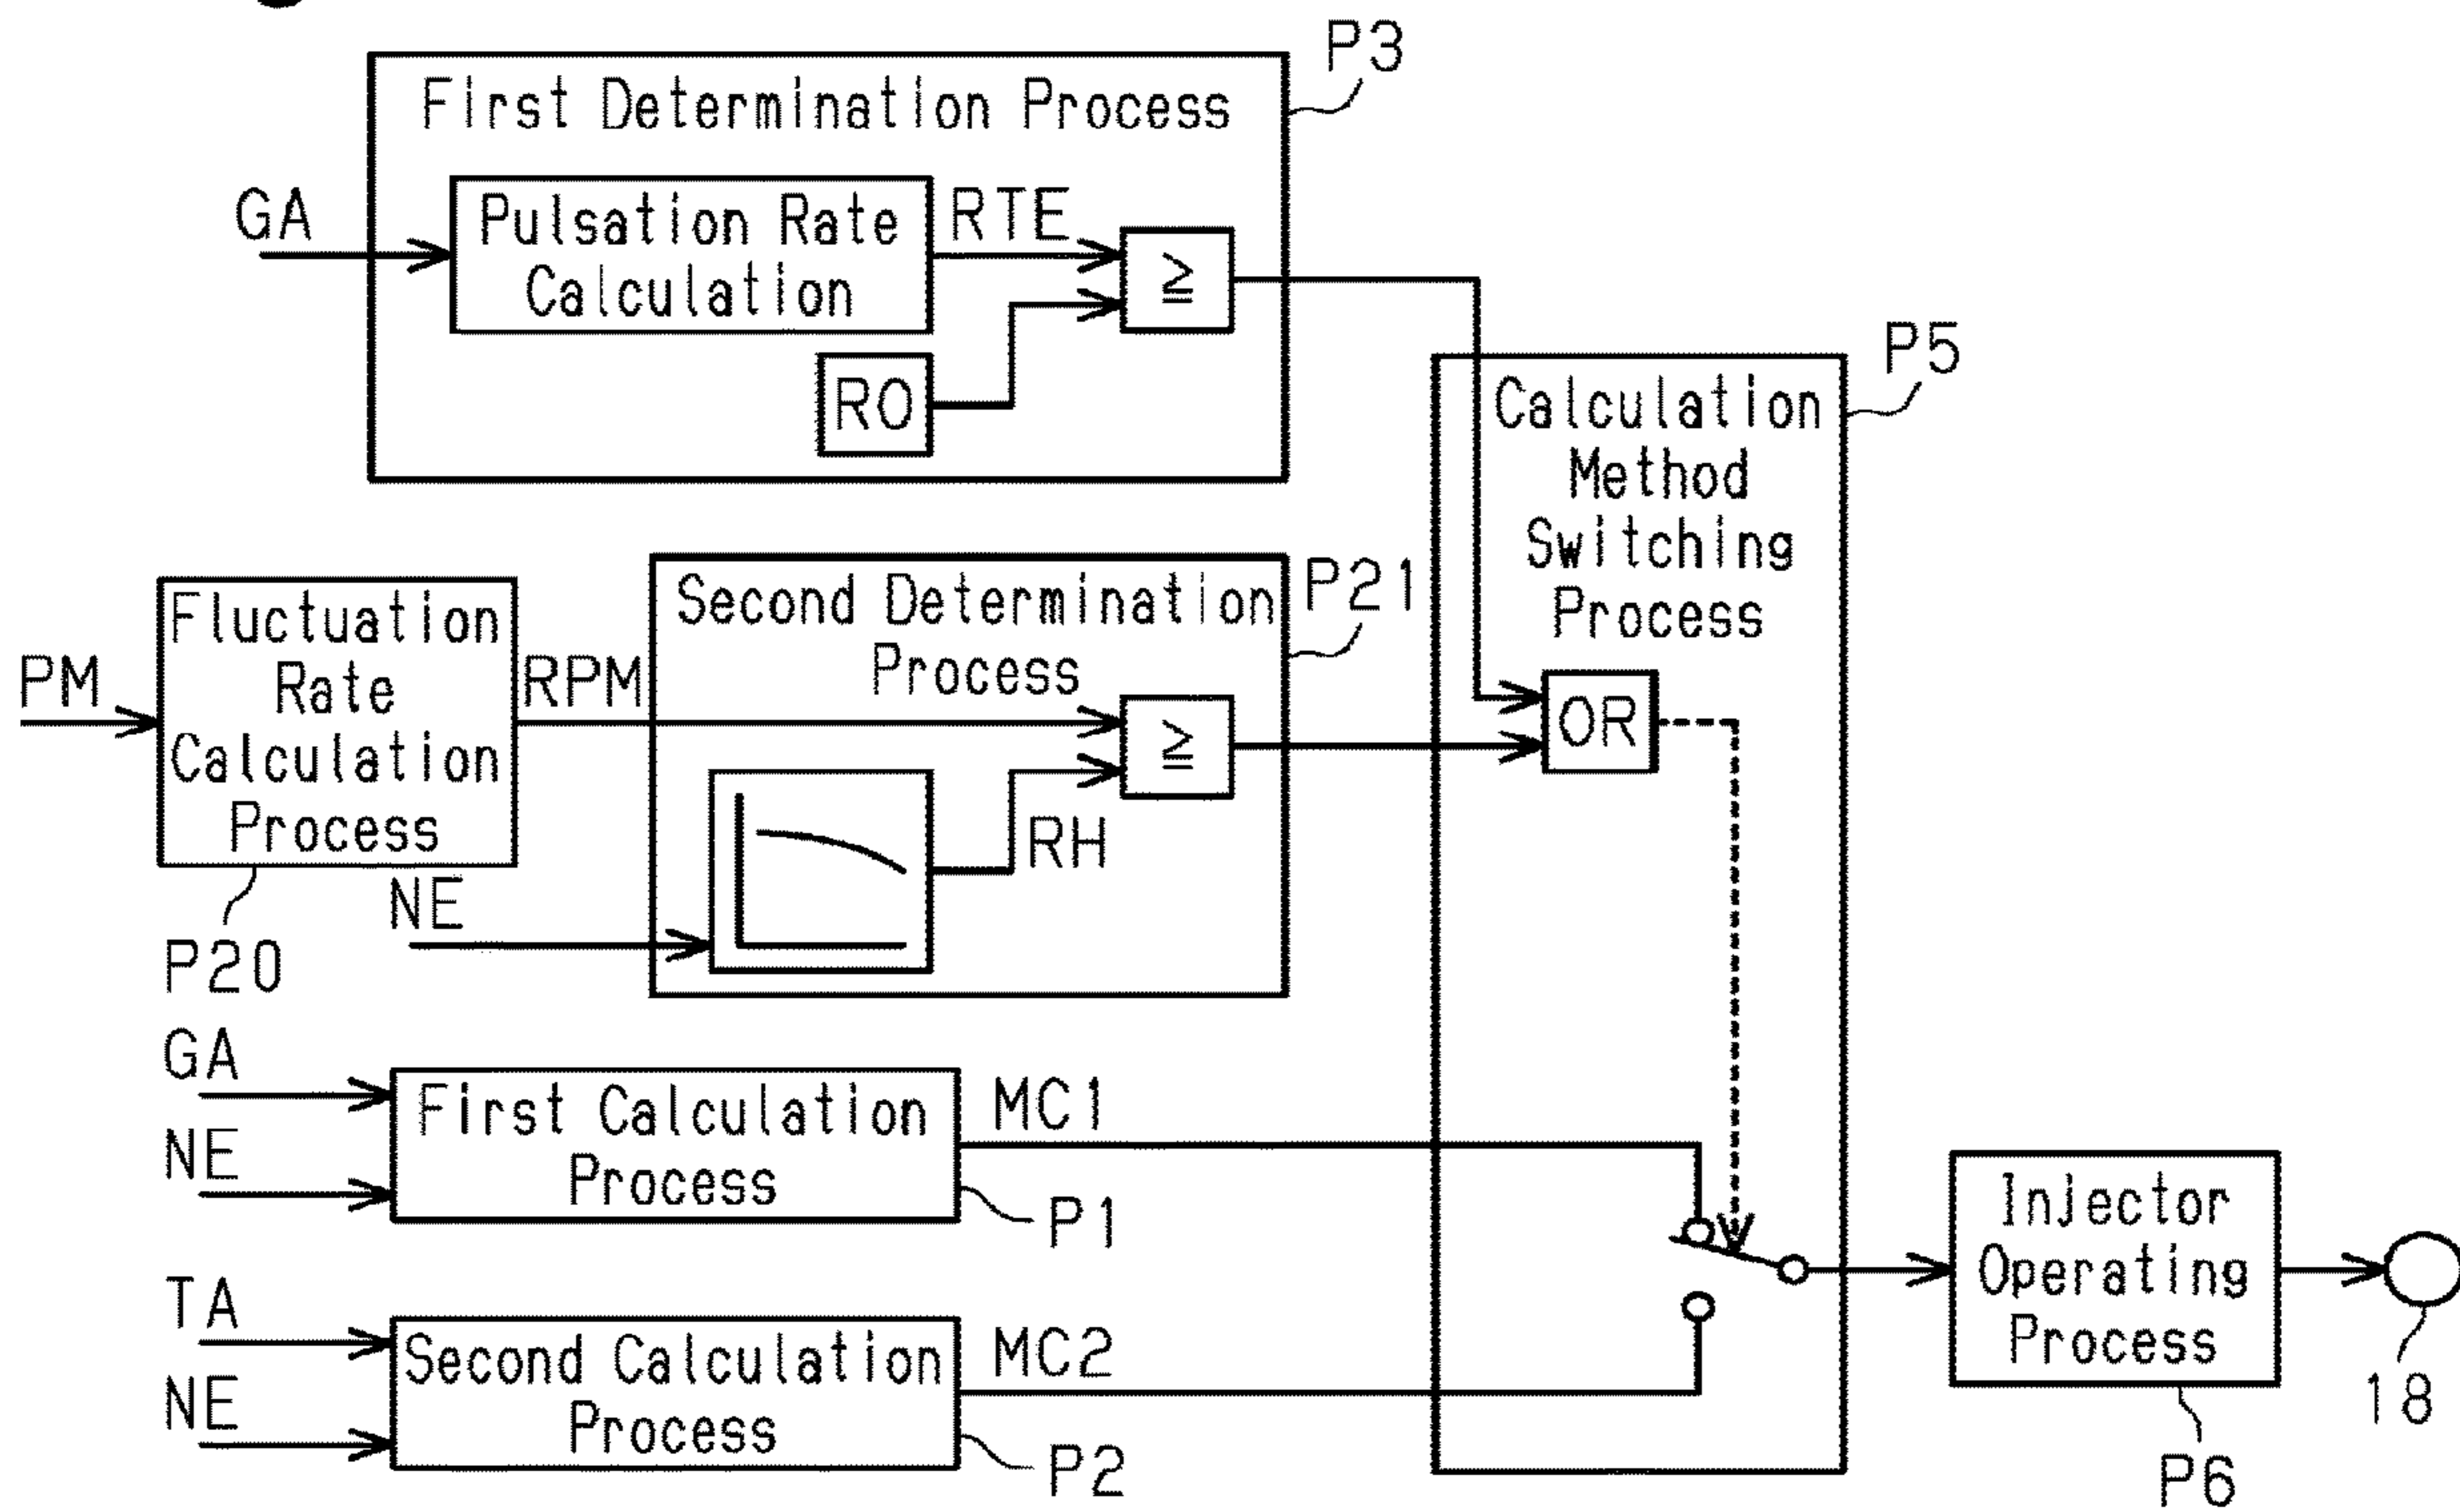 P3
First Determination Process
GA
Pulsation Rate
Calculation
RTE
≥
RO
P5
Calculation
Method
Switching
Process
OR
Second Determination
Process
P21
Fluctuation
Rate
Calculation
Process
PM
RPM
≥
RH
NE
P20
GA
NE
First Calculation
Process
MC1
P1
TA
NE
Second Calculation
Process
MC2
P2
Injector
Operating
Process
18
P6